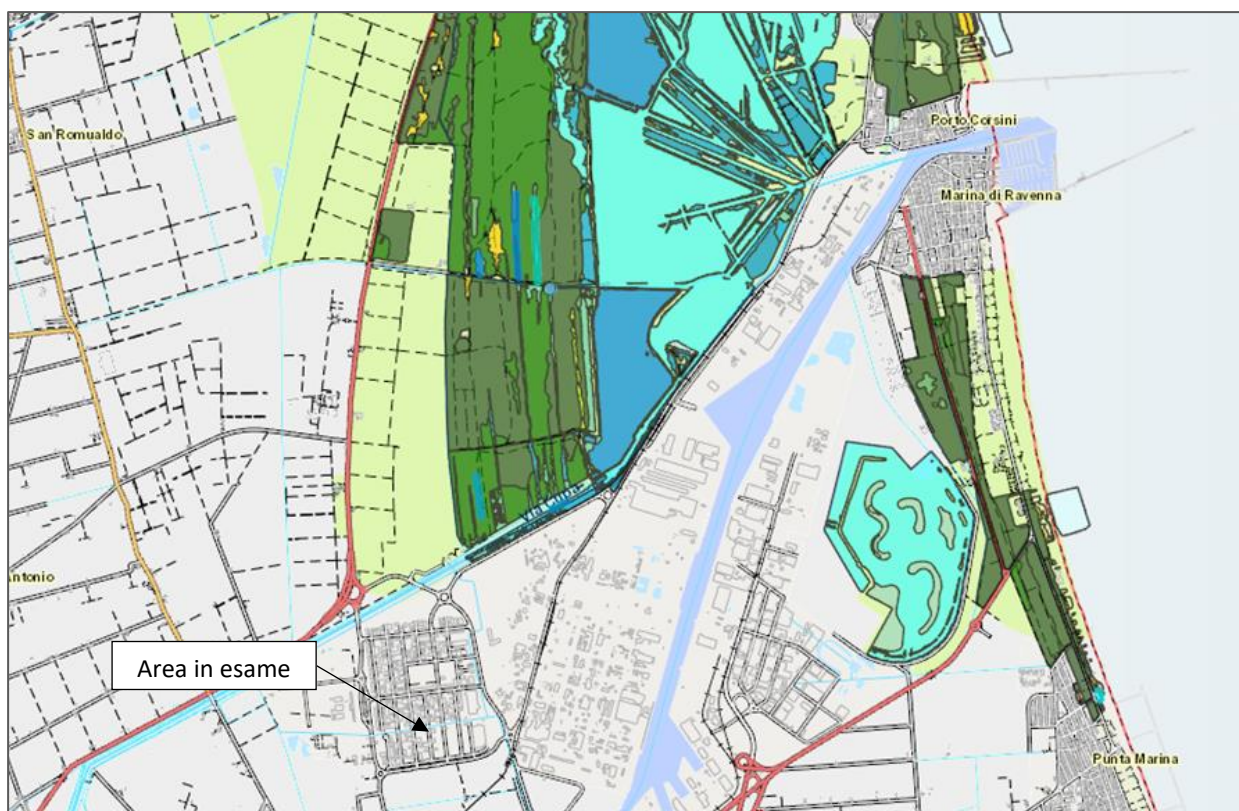 San Romualdo
Porto Corsini
Marina di Ravenna
Antonio
Area in esame
Punta Marina